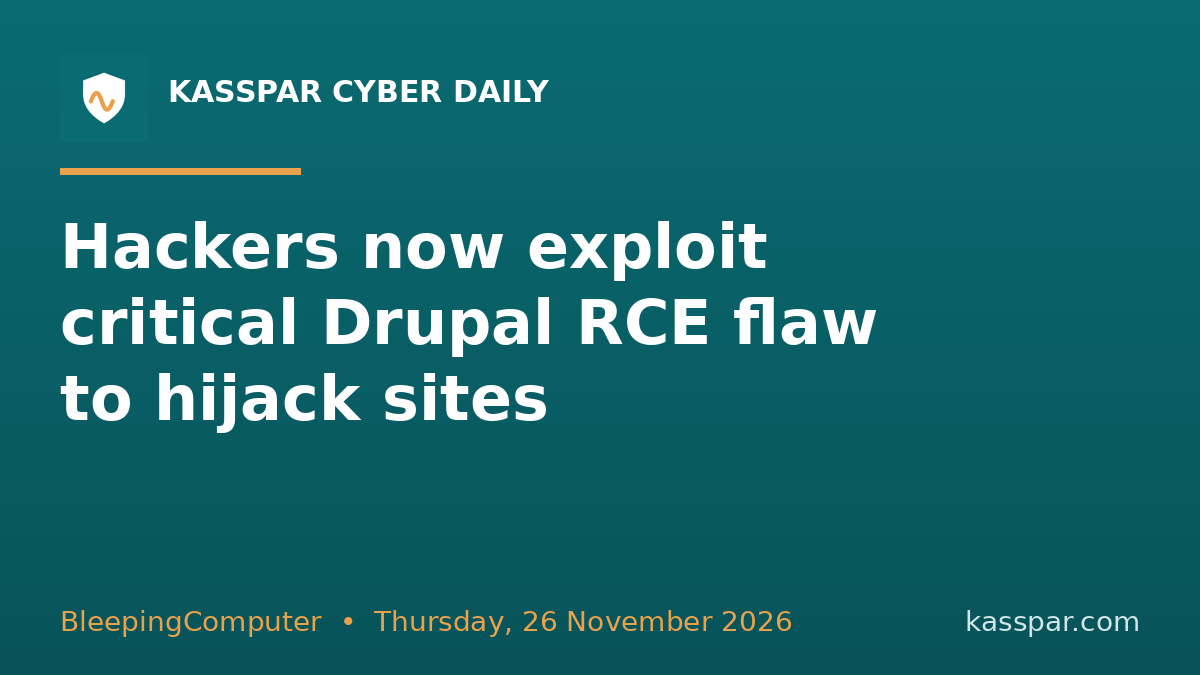 KASSPAR CYBER DAILY
Hackers now exploit
critical Drupal RCE flaw
to hijack sites
BleepingComputer • Thursday, 26 November 2026
kasspar.com